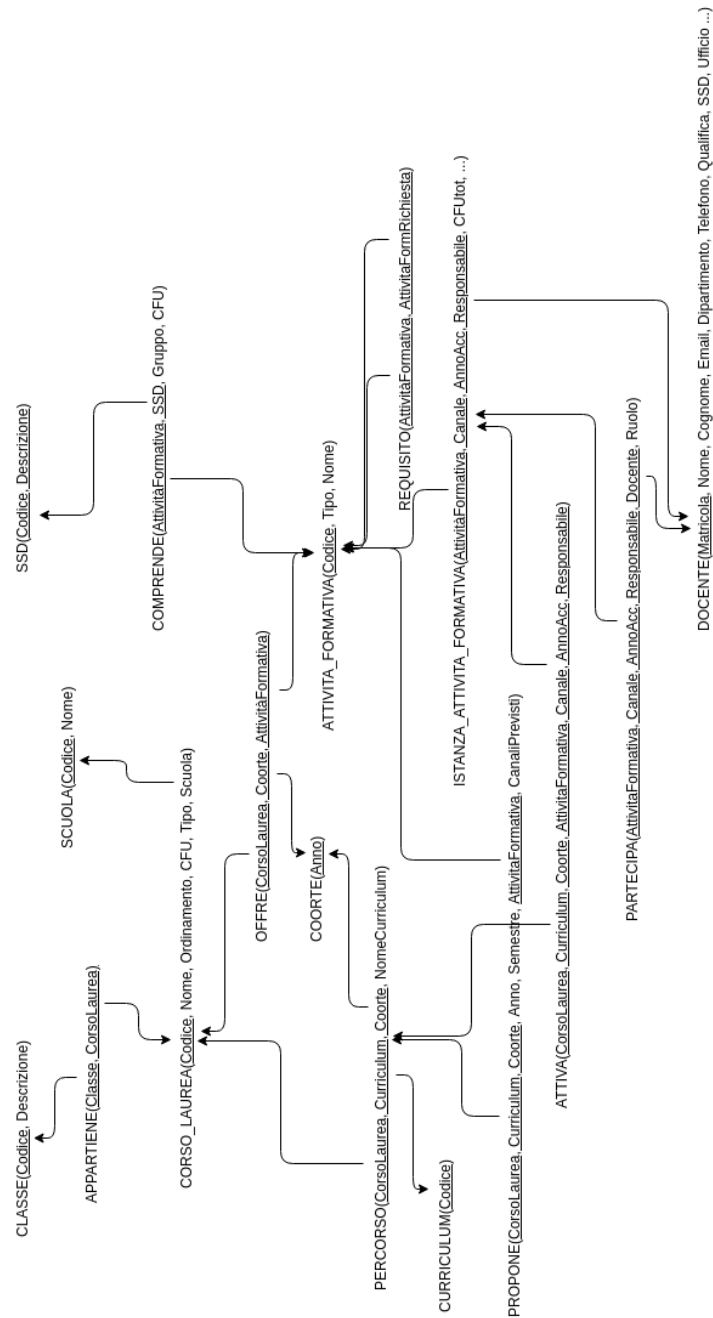 CLASSE(Codice, Descrizione)
SCUOLA(Codice, Nome)
SSD(Codice, Descrizione)
APPARTIENE(Classe, CorsoLaurea)
COMPRENDE(AttivitàFormativa, SSD, Gruppo, CFU)
CORSO_LAUREA(Codice, Nome, Ordinamento, CFU, Tipo, Scuola)
OFFRE(CorsoLaurea, Coorte, AttivitàFormativa)
COORTE(Anno)
ATTIVITA_FORMATIVA(Codice, Tipo, Nome)
PERCORSO(CorsoLaurea, Curriculum, Coorte, NomeCurriculum)
REQUISITO(AttivitàFormativa, AttivitaFormRichiesta)
CURRICULUM(Codice)
ISTANZA_ATTIVITA_FORMATIVA(AttivitàFormativa, Canale, AnnoAcc, Responsabile, CFUtot, ...)
PROPONE(CorsoLaurea, Curriculum, Coorte, Anno, Semestre, AttivitaFormativa, CanaliPrevisti)
ATTIVA(CorsoLaurea, Curriculum, Coorte, AttivitaFormativa, Canale, AnnoAcc, Responsabile)
PARTECIPA(AttivitaFormativa, Canale, AnnoAcc, Responsabile, Docente, Ruolo)
DOCENTE(Matricola, Nome, Cognome, Email, Dipartimento, Telefono, Qualifica, SSD, Ufficio ...)